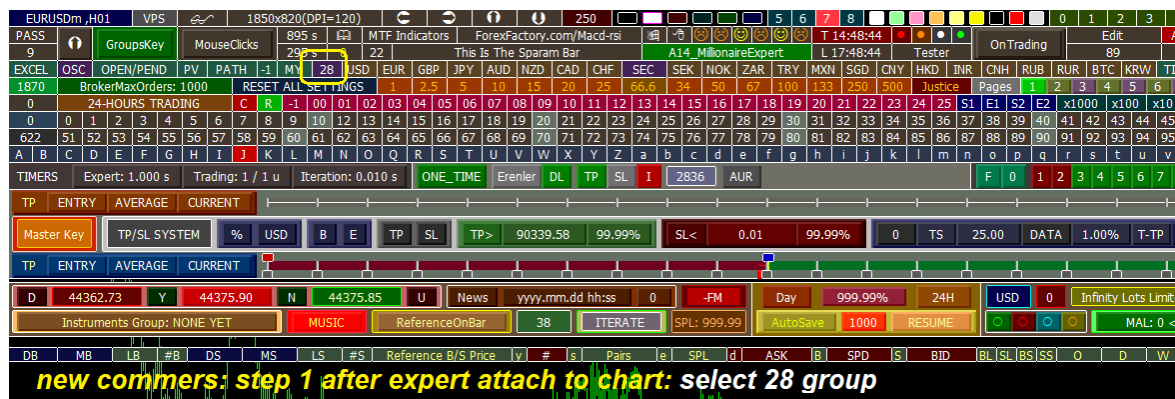 EURUSDm ,H01 VPS 1850x820(DPI=120) 250 5 6 7 8 0 1 2 3
PASS GroupsKey MouseClicks 895 s MTF Indicators ForexFactory.com/Macd-rsi T 14:48:44 OnTrading Edit
9 295 s 22 This Is The Sparam Bar A14_MillionaireExpert L 17:48:44 Tester 89
EXCEL OSC OPEN/PEND PV PATH -1 MY 28 USD EUR GBP JPY AUD NZD CAD CHF SEC SEK NOK ZAR TRY MXN SGD CNY HKD INR CNH RUB RUR BTC KRW
1870 BrokerMaxOrders: 1000 RESET ALL SETTINGS 1 2.5 5 10 15 20 25 66.6 34 50 67 100 133 250 500 Justice Pages 1 2 3 4 5 6
0 24-HOURS TRADING C R -1 00 01 02 03 04 05 06 07 08 09 10 11 12 13 14 15 16 17 18 19 20 21 22 23 24 25 S1 E1 S2 E2 x1000 x100 x10
0 0 1 2 3 4 5 6 7 8 9 10 12 13 14 15 16 17 18 19 20 21 22 23 24 25 26 27 28 29 30 31 32 33 34 35 36 37 38 39 40 41 42 43 44 45
622 51 52 53 54 55 56 57 58 59 60 61 62 63 64 65 66 67 68 69 70 71 72 73 74 75 76 77 78 79 80 81 82 83 84 85 86 87 88 89 90 91 92 93 94 95
A B C D E F G H I J K L M N O Q R S T U V W X Y Z a b c d e f g h i j k l m n o p q r s t u v
TIMERS Expert: 1.000 s Trading: 1 / 1 u Iteration: 0.010 s ONE_TIME Erenler DL TP SL I 2836 AUR F 0 1 2 3 4 5 6 7
TP ENTRY AVERAGE CURRENT
Master Key TP/SL SYSTEM % USD B E TP SL TP> 90339.58 99.99% SL< 0.01 99.99% 0 TS 25.00 DATA 1.00% T-TP
TP ENTRY AVERAGE CURRENT
D 44362.73 Y 44375.90 N 44375.85 U News yyyy.mm.dd hh:ss 0 -FM Day 999.99% 24H USD 0 Infinity Lots Limit
Instruments Group: NONE YET MUSIC ReferenceOnBar 38 ITERATE SPL: 999.99 AutoSave 1000 RESUME MAL: 0 <
DB MB LB #B DS MS LS #S Reference B/S Price v # s Pairs e SPL d ASK B SPD S BID BL SL BS SS O D W
new commers: step 1 after expert attach to chart: select 28 group